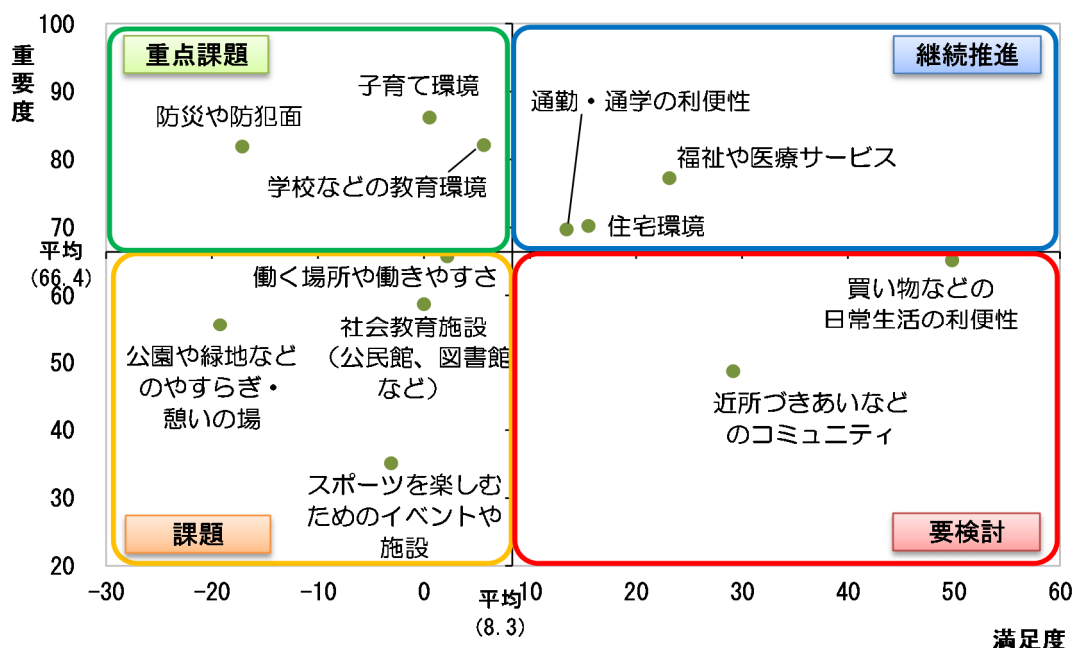 100
重
要
度
重点課題
継続推進
子育て環境
90
通勤・通学の利便性
防災や防犯面
80
学校などの教育環境
福祉や医療サービス
70
住宅環境
平均
(66.4)
働く場所や働きやすさ
60
買い物などの
日常生活の利便性
社会教育施設
(公民館、図書館
など)
公園や緑地など
のやすらぎ・
憩いの場
50
近所づきあいなど
のコミュニティ
40
スポーツを楽しむ
ためのイベントや
施設
30
課題
要検討
20
-30
-20
-10
0
平均
(8.3)
10
20
30
40
50
60
満足度